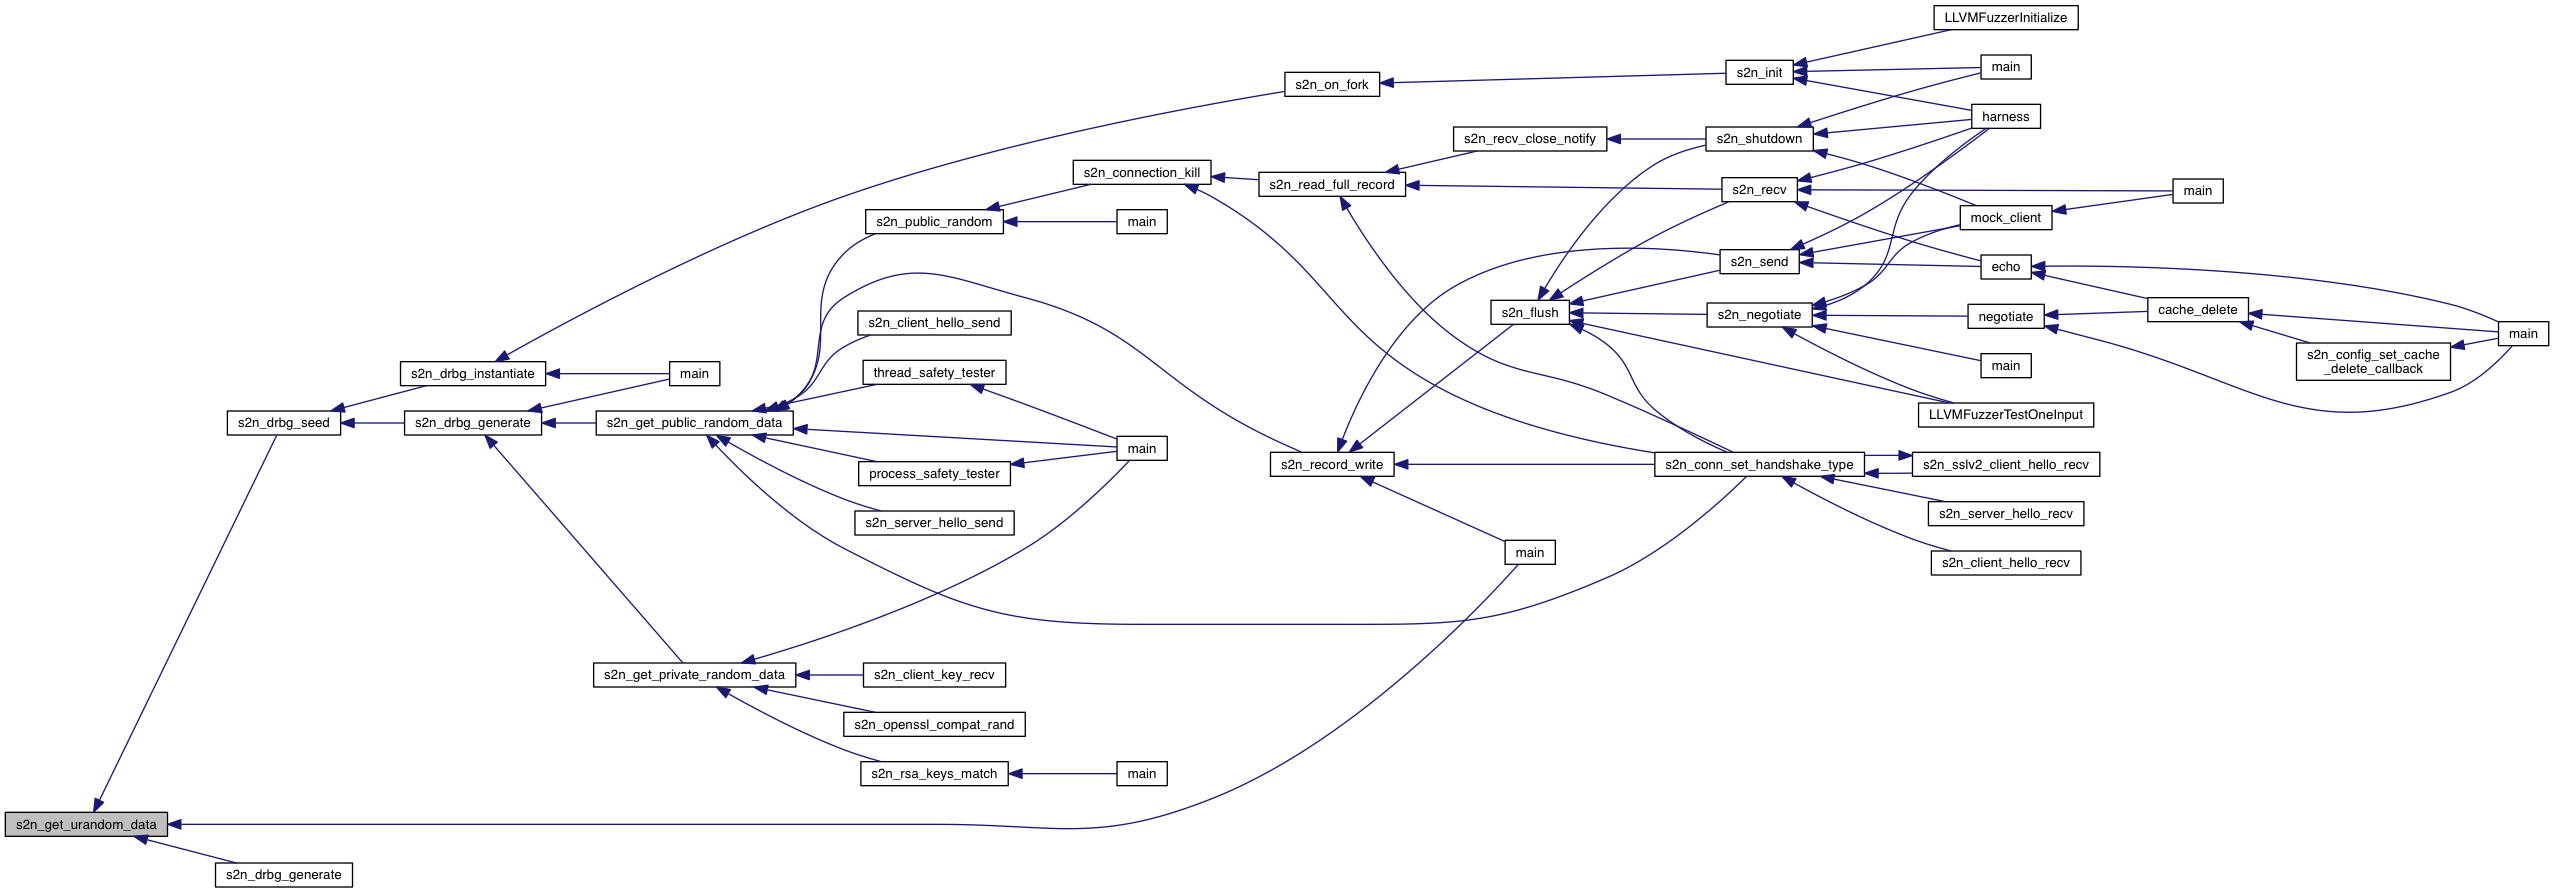 LLVMFuzzerInitialize
s2n_init
main
s2n_on_fork
harness
s2n_recv_close_notify
s2n_shutdown
s2n_connection_kill
s2n_read_full_record
s2n_recv
main
s2n_public_random
main
mock_client
s2n_send
echo
s2n_client_hello_send
s2n_flush
s2n_negotiate
negotiate
cache_delete
main
s2n_config_set_cache
_delete_callback
s2n_drbg_instantiate
main
thread_safety_tester
main
LLVMFuzzerTestOneInput
s2n_drbg_seed
s2n_drbg_generate
s2n_get_public_random_data
main
process_safety_tester
s2n_record_write
s2n_conn_set_handshake_type
s2n_sslv2_client_hello_recv
s2n_server_hello_send
s2n_server_hello_recv
main
s2n_client_hello_recv
s2n_get_private_random_data
s2n_client_key_recv
s2n_openssl_compat_rand
s2n_rsa_keys_match
main
s2n_get_urandom_data
s2n_drbg_generate